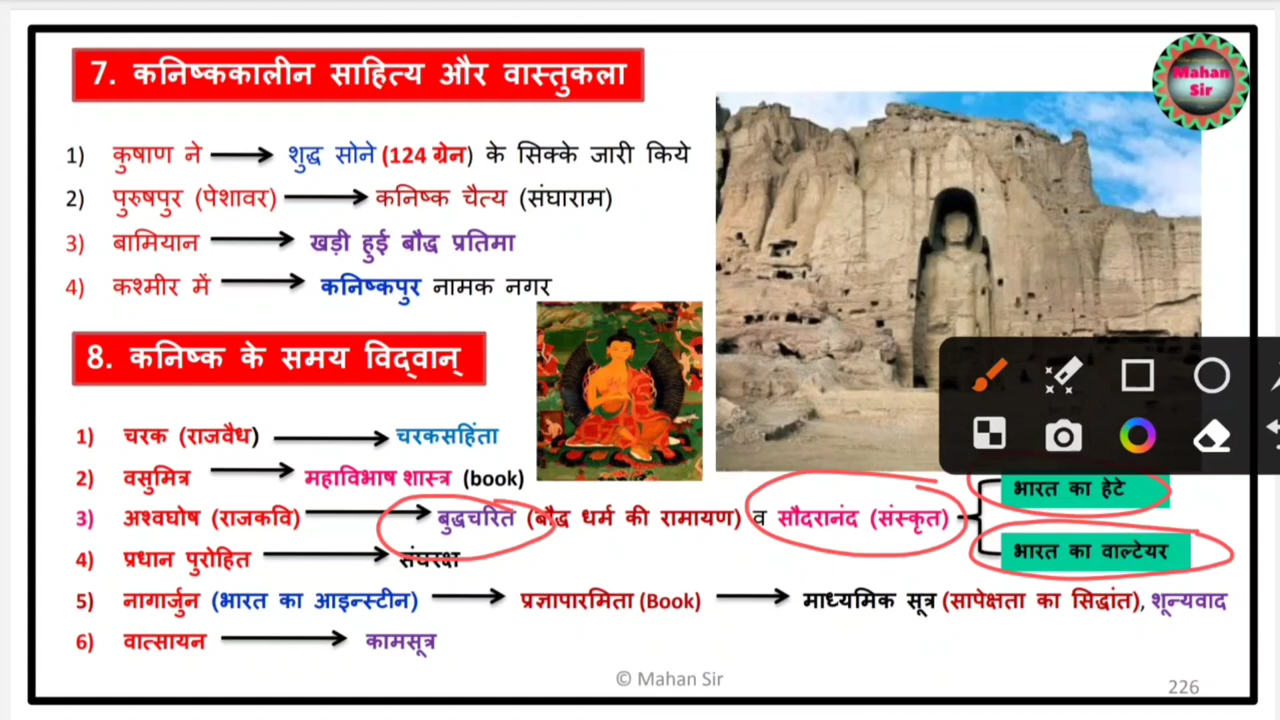 7. कनिष्ककालीन साहित्य और वास्तुकला
Mahan
Sir
1) कुषाण ने → शुद्ध सोने (124 ग्रेन) के सिक्के जारी किये
2) पुरुषपुर (पेशावर) → कनिष्क चैत्य (संघाराम)
3) बामियान → खड़ी हुई बौद्ध प्रतिमा
4) कश्मीर में → कनिष्कपुर नामक नगर
8. कनिष्क के समय विद्वान्
1) चरक (राजवैध) → चरकसहिंता
2) वसुमित्र → महाविभाष शास्त्र (book)
3) अश्वघोष (राजकवि) → बुद्धचरित (बौद्ध धर्म की रामायण) व सौदरानंद (संस्कृत)
भारत का हेटे
भारत का वाल्टेयर
4) प्रधान पुरोहित → संघरक्ष
5) नागार्जुन (भारत का आइन्स्टीन) → प्रज्ञापारमिता (Book) → माध्यमिक सूत्र (सापेक्षता का सिद्धांत), शून्यवाद
6) वात्सायन → कामसूत्र
© Mahan Sir
226